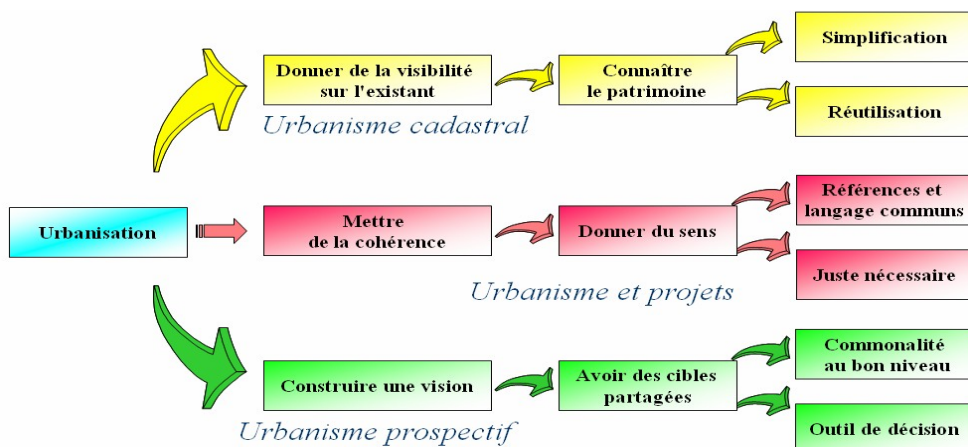 Simplification
Donner de la visibilité
sur l'existant
Connaître
le patrimoine
Réutilisation
Urbanisme cadastral
Urbanisation
Mettre
de la cohérence
Donner du sens
Références et
langage communs
Juste nécessaire
Urbanisme et projets
Construire une vision
Avoir des cibles
partagées
Commonalité
au bon niveau
Outil de décision
Urbanisme prospectif